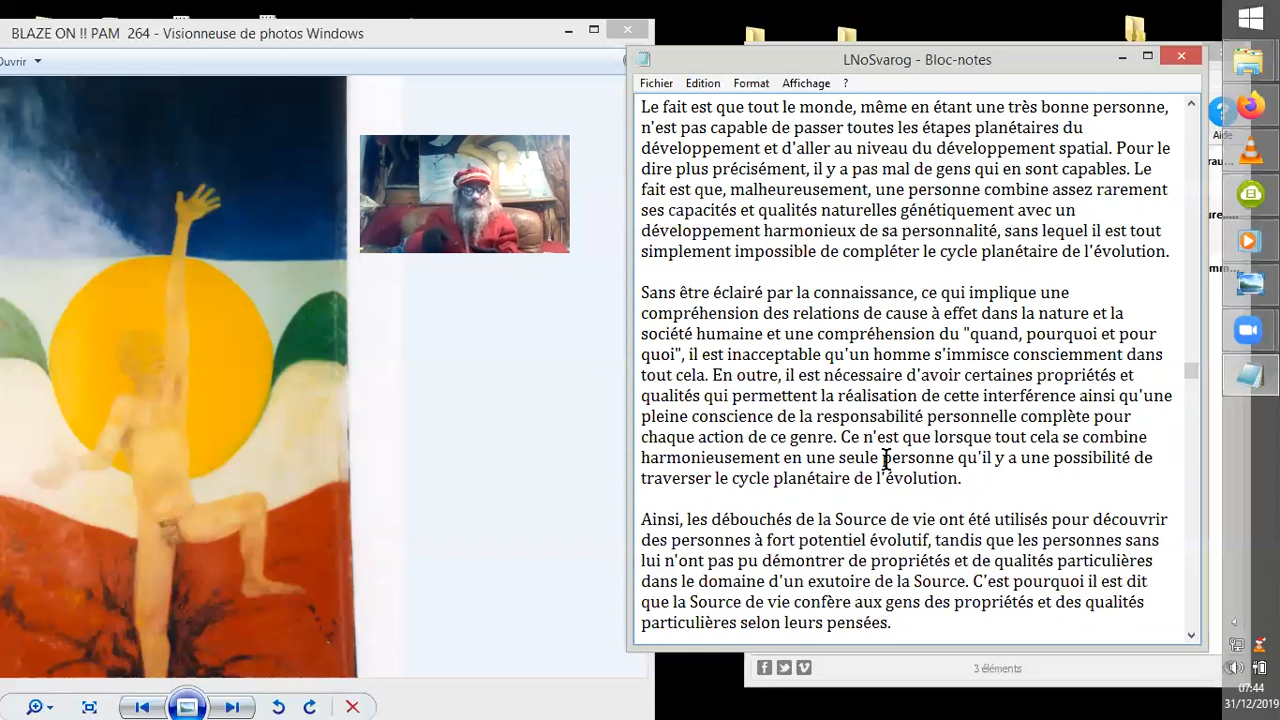 BLAZE ON !! PAM  264 - Visionneuse de photos Windows
Ouvrir
LNoSvarog - Bloc-notes
Fichier Edition Format Affichage ?
Le fait est que tout le monde, même en étant une très bonne personne,
n'est pas capable de passer toutes les étapes planétaires du
développement et d'aller au niveau du développement spatial. Pour le
dire plus précisément, il y a pas mal de gens qui en sont capables. Le
fait est que, malheureusement, une personne combine assez rarement
ses capacités et qualités naturelles génétiquement avec un
développement harmonieux de sa personnalité, sans lequel il est tout
simplement impossible de compléter le cycle planétaire de l'évolution.
Sans être éclairé par la connaissance, ce qui implique une
compréhension des relations de cause à effet dans la nature et la
société humaine et une compréhension du "quand, pourquoi et pour
quoi", il est inacceptable qu'un homme s'immisce consciemment dans
tout cela. En outre, il est nécessaire d'avoir certaines propriétés et
qualités qui permettent la réalisation de cette interférence ainsi qu'une
pleine conscience de la responsabilité personnelle complète pour
chaque action de ce genre. Ce n'est que lorsque tout cela se combine
harmonieusement en une seule personne qu'il y a une possibilité de
traverser le cycle planétaire de l'évolution.
Ainsi, les débouchés de la Source de vie ont été utilisés pour découvrir
des personnes à fort potentiel évolutif, tandis que les personnes sans
lui n'ont pas pu démontrer de propriétés et de qualités particulières
dans le domaine d'un exutoire de la Source. C'est pourquoi il est dit
que la Source de vie confère aux gens des propriétés et des qualités
particulières selon leurs pensées.
3 éléments
Aide
07:44
31/12/2019